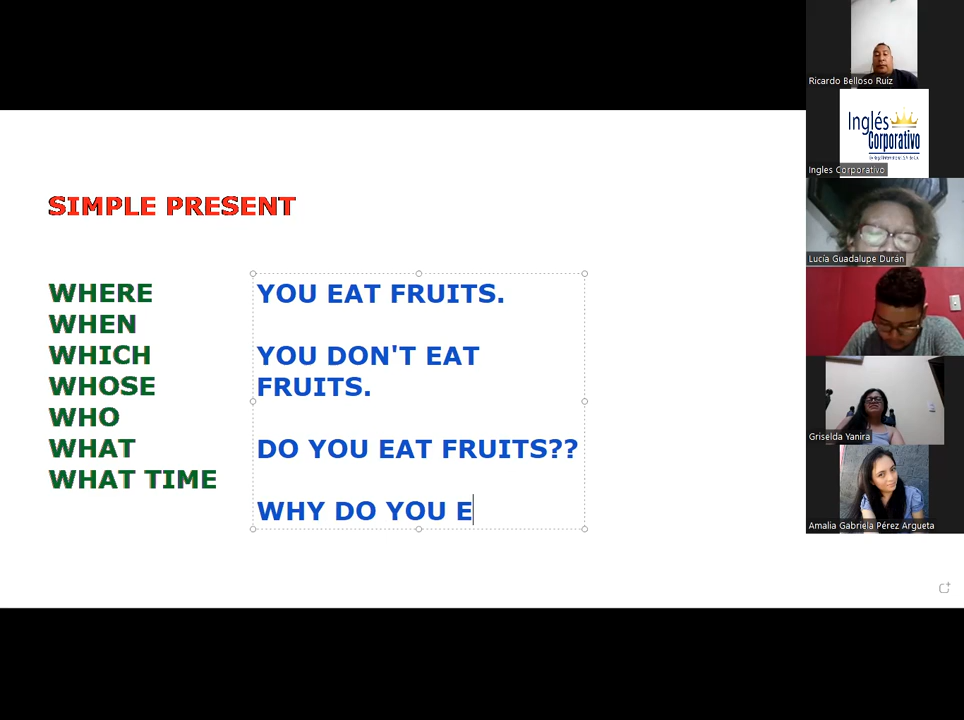 SIMPLE PRESENT
WHERE
WHEN
WHICH
WHOSE
WHO
WHAT
WHAT TIME
YOU EAT FRUITS.
YOU DON'T EAT
FRUITS.
DO YOU EAT FRUITS??
WHY DO YOU E
Ricardo Belloso Ruiz
Inglés
Corporativo
Ingles Corporativo
Lucía Guadalupe Durán
Griselda Yanira
Amalia Gabriela Pérez Argueta